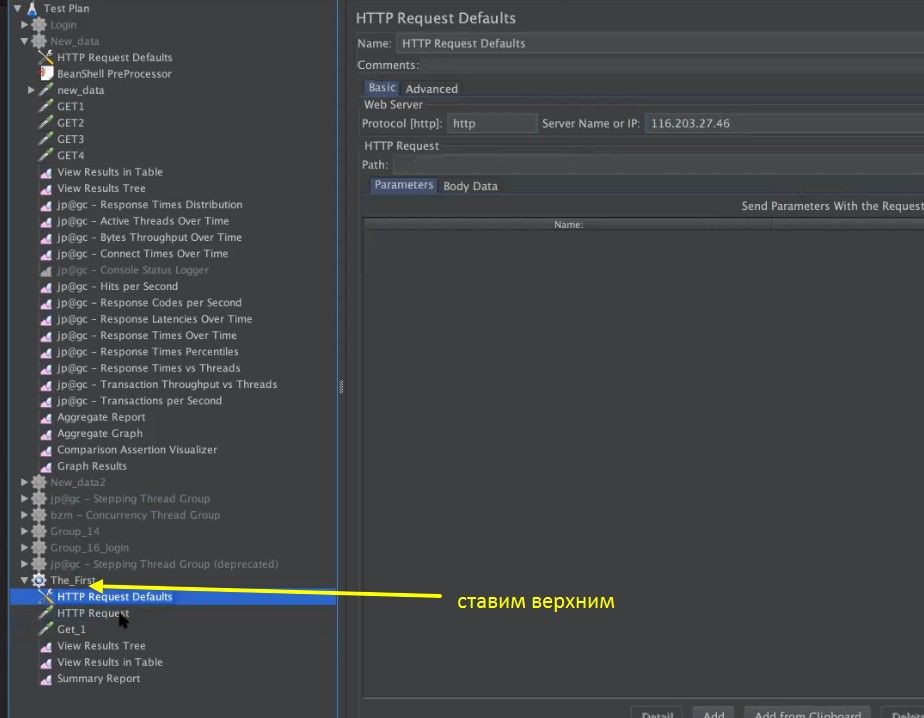 Test Plan
Login
New_data
HTTP Request Defaults
BeanShell PreProcessor
new_data
GET1
GET2
GET3
GET4
View Results in Table
View Results Tree
jp@gc - Response Times Distribution
jp@gc - Active Threads Over Time
jp@gc - Bytes Throughput Over Time
jp@gc - Connect Times Over Time
jp@gc - Console Status Logger
jp@gc - Hits per Second
jp@gc - Response Codes per Second
jp@gc - Response Latencies Over Time
jp@gc - Response Times Over Time
jp@gc - Response Times Percentiles
jp@gc - Response Times vs Threads
jp@gc - Transaction Throughput vs Threads
jp@gc - Transactions per Second
Aggregate Report
Aggregate Graph
Comparison Assertion Visualizer
Graph Results
New_data2
jp@gc - Stepping Thread Group
bzm - Concurrency Thread Group
Group_14
Group_16_login
jp@gc - Stepping Thread Group (deprecated)
The_First
HTTP Request Defaults
HTTP Request
Get_1
View Results Tree
View Results in Table
Summary Report
HTTP Request Defaults
Name: HTTP Request Defaults
Comments:
Basic Advanced
Web Server
Protocol [http]: http Server Name or IP: 116.203.27.46
HTTP Request
Path:
Parameters Body Data
Send Parameters With the Request
Name:
ставим верхним
Detail Add Add from Clipboard Delet